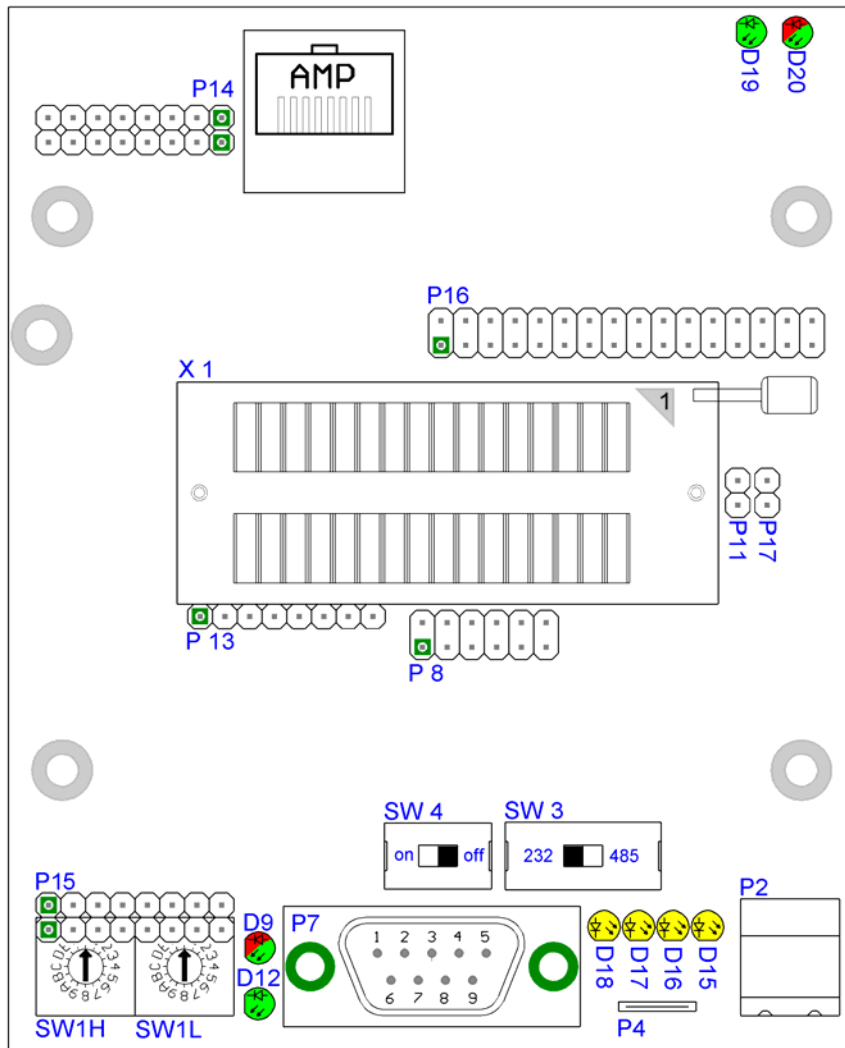 D19
D20
AMP
P14
P16
X 1
1
P11
P17
P 13
P 8
SW 4
SW 3
on
off
232
485
P15
D9
P7
P2
1 2 3 4 5
6 7 8 9
D12
D18
D17
D16
D15
P4
SW1H
SW1L